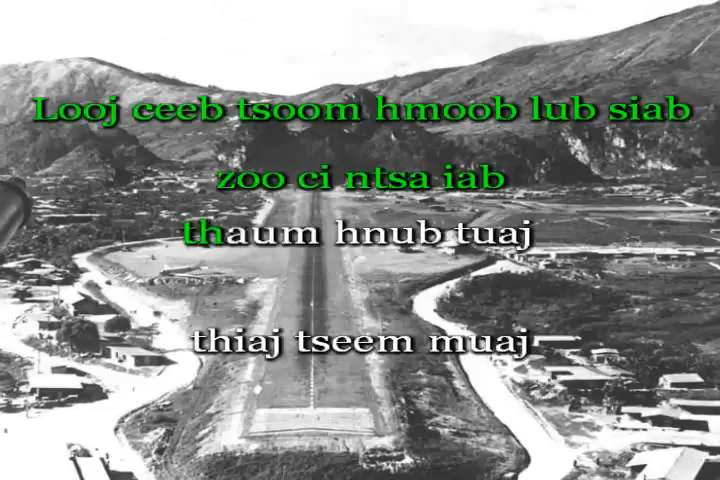 Looj ceeb tsoom hmoob lub siab
zoo ci ntsa iab
thaum hnub tuaj
thiaj tseem muaj